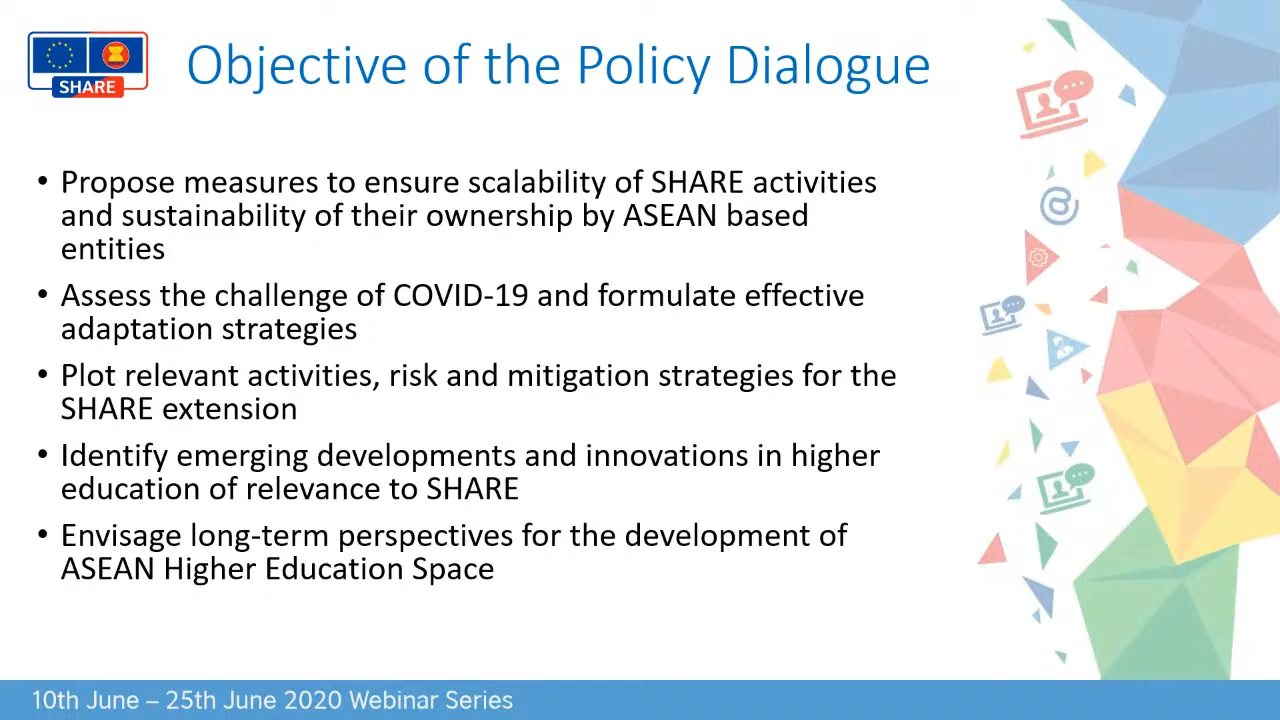 SHARE
Objective of the Policy Dialogue
• Propose measures to ensure scalability of SHARE activities
and sustainability of their ownership by ASEAN based
entities
• Assess the challenge of COVID-19 and formulate effective
adaptation strategies
• Plot relevant activities, risk and mitigation strategies for the
SHARE extension
• Identify emerging developments and innovations in higher
education of relevance to SHARE
• Envisage long-term perspectives for the development of
ASEAN Higher Education Space
@
10th June – 25th June 2020 Webinar Series